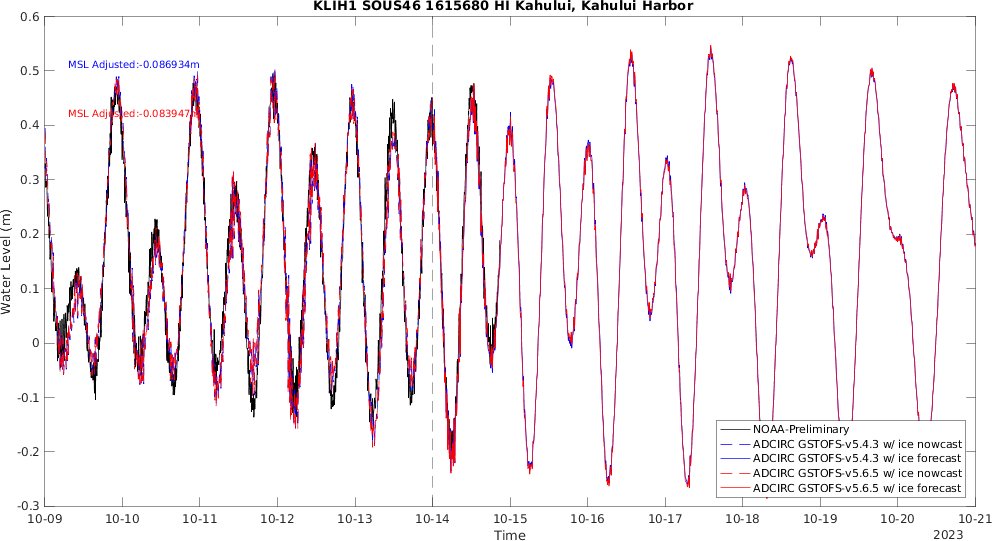 KLIH1 SOUS46 1615680 HI Kahului, Kahului Harbor
0.6
0.5
0.4
0.3
0.2
0.1
0
-0.1
-0.2
-0.3
Water Level (m)
MSL Adjusted:-0.086934m
MSL Adjusted:-0.083947m
NOAA-Preliminary
ADCIRC GSTOFS-v5.4.3 w/ ice nowcast
ADCIRC GSTOFS-v5.4.3 w/ ice forecast
ADCIRC GSTOFS-v5.6.5 w/ ice nowcast
ADCIRC GSTOFS-v5.6.5 w/ ice forecast
10-09 10-10 10-11 10-12 10-13 10-14 10-15 10-16 10-17 10-18 10-19 10-20 10-21
Time
2023